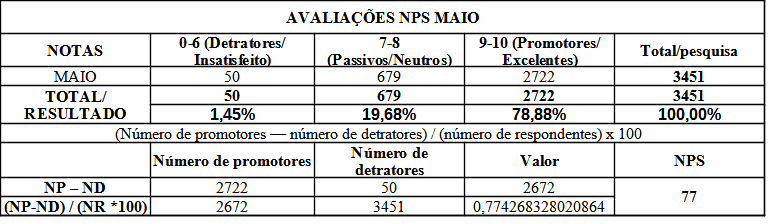 AVALIAÇÕES NPS MAIO
NOTAS 0-6 (Detratores/ Insatisfeito) 7-8 (Passivos/Neutros) 9-10 (Promotores/ Excelentes) Total/pesquisa
MAIO 50 679 2722 3451
TOTAL/ RESULTADO 50 679 2722 3451
1,45% 19,68% 78,88% 100,00%
(Número de promotores — número de detratores) / (número de respondentes) x 100
Número de promotores Número de detratores Valor NPS
NP – ND 2722 50 2672 77
(NP-ND) / (NR *100) 2672 3451 0,774268328020864